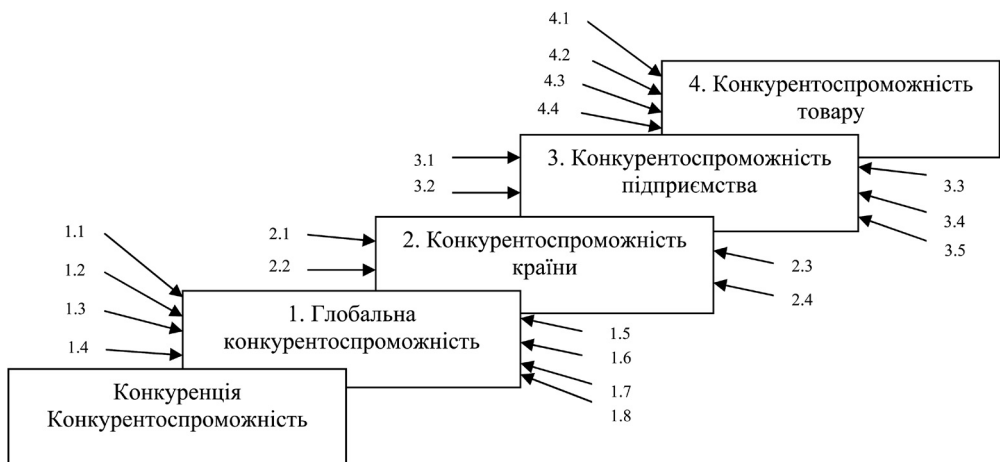 4.1
4.2
4.3
4.4
4. Конкурентоспроможність
товару
3.1
3.2
3. Конкурентоспроможність
підприємства
3.3
3.4
3.5
2.1
2.2
2. Конкурентоспроможність
країни
2.3
2.4
1.1
1.2
1.3
1.4
1. Глобальна
конкурентоспроможність
1.5
1.6
1.7
1.8
Конкуренція
Конкурентоспроможність